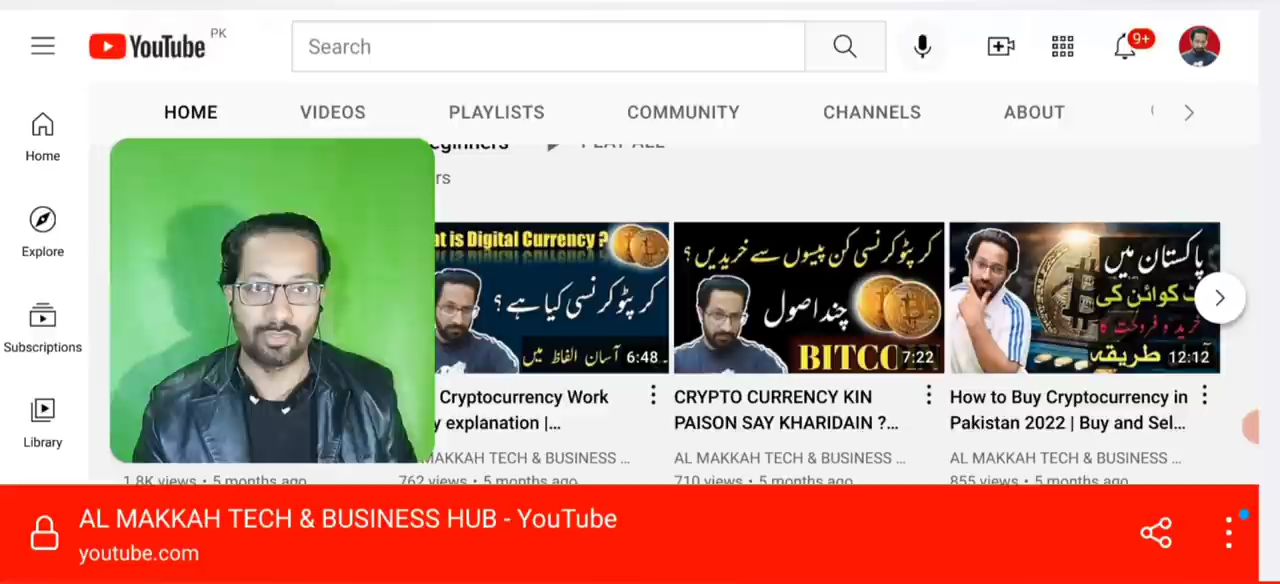 YouTube PK
Search
9+
HOME VIDEOS PLAYLISTS COMMUNITY CHANNELS ABOUT
Home
Explore
Subscriptions
Library
is Digital Currency ?
کرپٹو کرنسی کیا ہے ؟
آسان الفاظ میں
6:48
کرپٹو کرنسی کن پیسوں سے خریدیں ؟
چند اصول
7:22
پاکستان میں
کوائن کی
خرید و فروخت کا
طریقہ
12:12
Cryptocurrency Work
explanation |...
CRYPTO CURRENCY KIN
PAISON SAY KHARIDAIN ?...
How to Buy Cryptocurrency in
Pakistan 2022 | Buy and Sel...
MAKKAH TECH & BUSINESS ...
AL MAKKAH TECH & BUSINESS ...
AL MAKKAH TECH & BUSINESS ...
1.8K views • 5 months ago
762 views • 5 months ago
710 views • 5 months ago
855 views • 5 months ago
AL MAKKAH TECH & BUSINESS HUB - YouTube
youtube.com